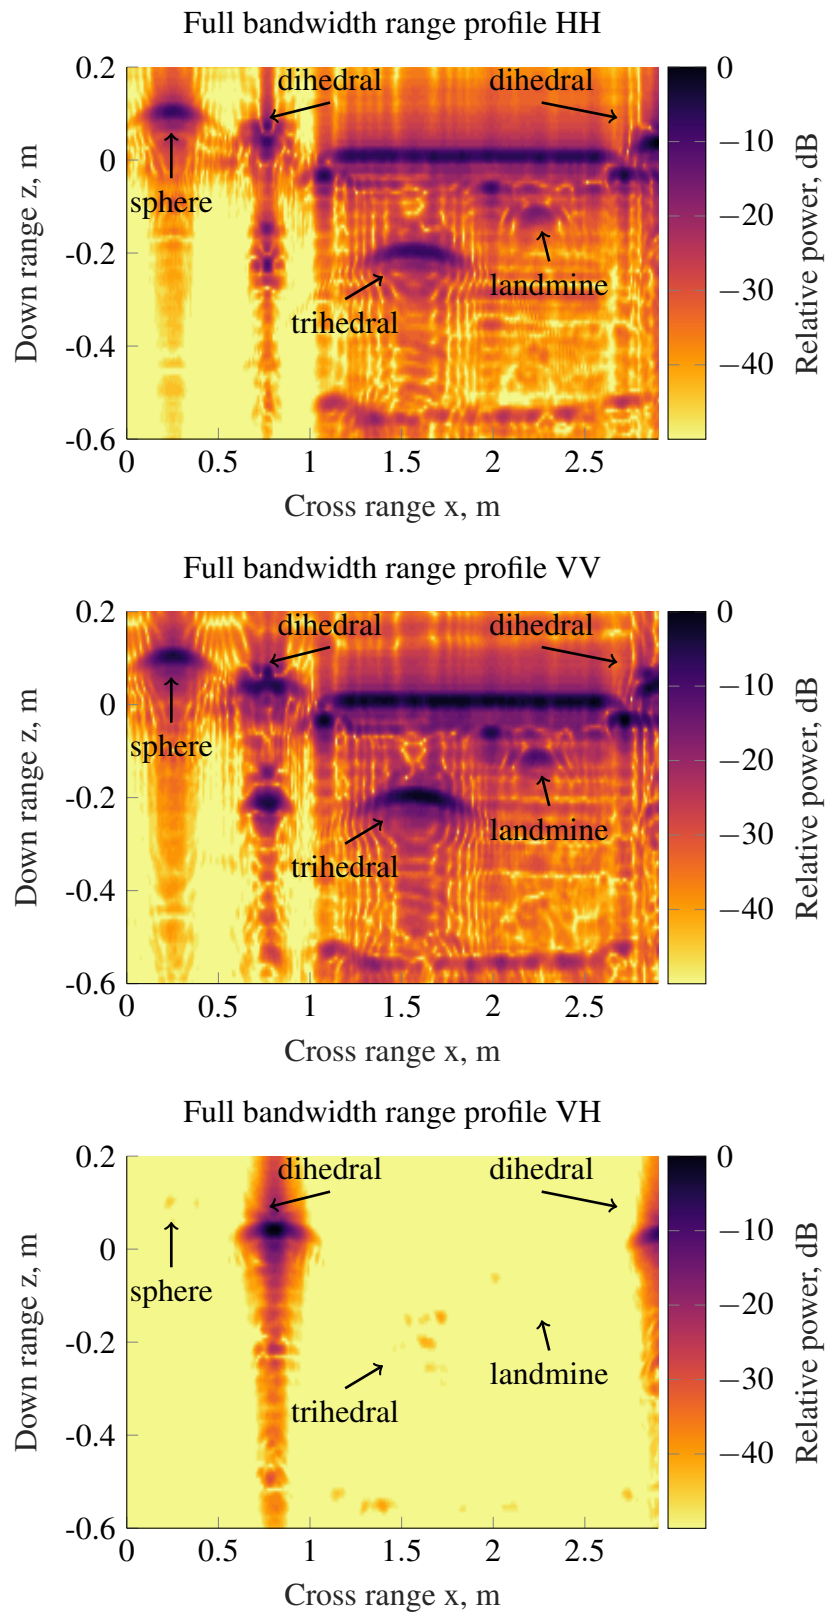 Full bandwidth range profile HH
0.2
0
-0.2
-0.4
-0.6
Down range z, m
dihedral
dihedral
sphere
landmine
trihedral
0
0.5
1
1.5
2
2.5
Cross range x, m
0
−10
−20
−30
−40
Relative power, dB
Full bandwidth range profile VV
0.2
0
-0.2
-0.4
-0.6
Down range z, m
dihedral
dihedral
sphere
landmine
trihedral
0
0.5
1
1.5
2
2.5
Cross range x, m
0
−10
−20
−30
−40
Relative power, dB
Full bandwidth range profile VH
0.2
0
-0.2
-0.4
-0.6
Down range z, m
dihedral
dihedral
sphere
landmine
trihedral
0
0.5
1
1.5
2
2.5
Cross range x, m
0
−10
−20
−30
−40
Relative power, dB